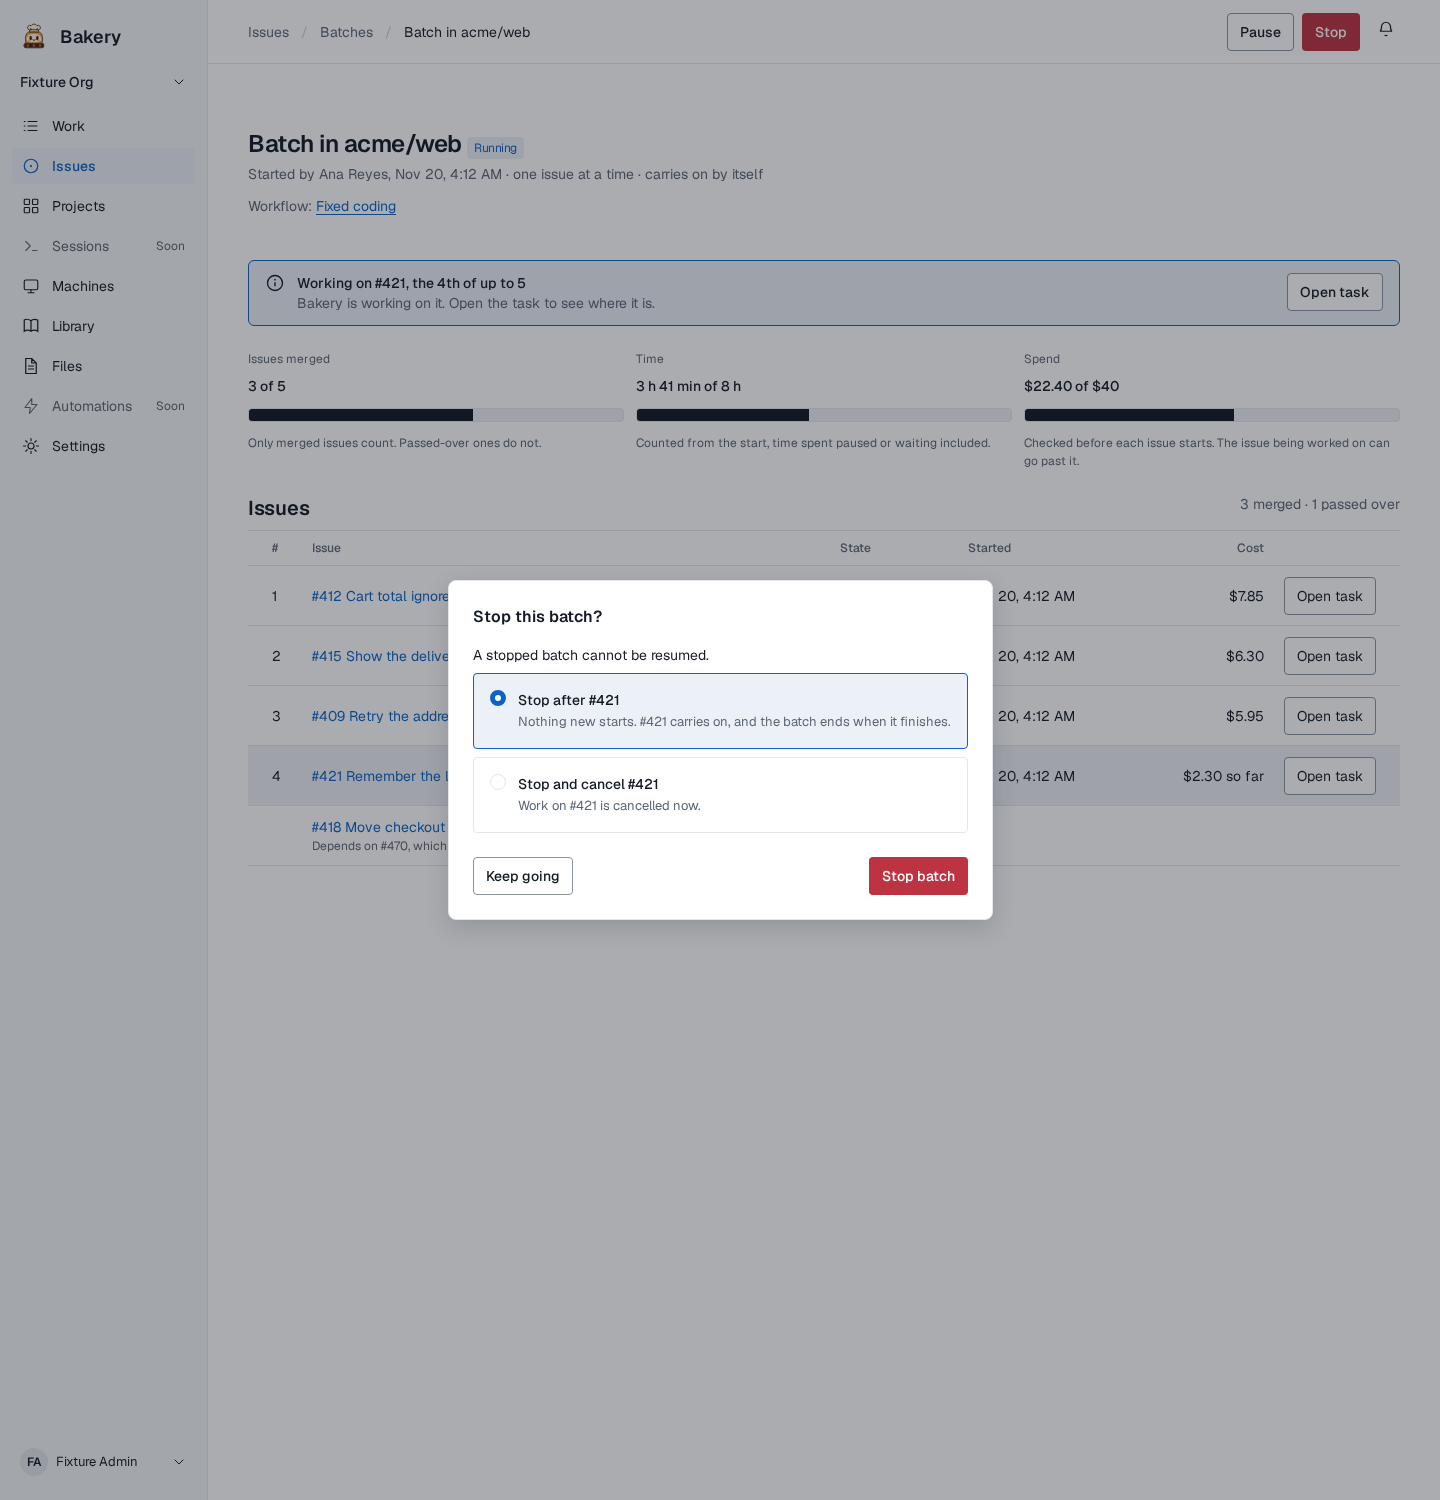 Bakery
Fixture Org
Work
Issues
Projects
Sessions Soon
Machines
Library
Files
Automations Soon
Settings
FA Fixture Admin
Issues / Batches / Batch in acme/web
Pause Stop
Batch in acme/web Running
Started by Ana Reyes, Nov 20, 4:12 AM · one issue at a time · carries on by itself
Workflow: Fixed coding
Working on #421, the 4th of up to 5
Bakery is working on it. Open the task to see where it is.
Open task
Issues merged
3 of 5
Only merged issues count. Passed-over ones do not.
Time
3 h 41 min of 8 h
Counted from the start, time spent paused or waiting included.
Spend
$22.40 of $40
Checked before each issue starts. The issue being worked on can
go past it.
Issues 3 merged · 1 passed over
# Issue State Started Cost
1 #412 Cart total 20, 4:12 AM $7.85 Open task
2 #415 Show the 20, 4:12 AM $6.30 Open task
3 #409 Retry the 20, 4:12 AM $5.95 Open task
4 #421 Remember the 20, 4:12 AM $2.30 so far Open task
#418 Move checkout
Depends on #470, which
Stop this batch?
A stopped batch cannot be resumed.
Stop after #421
Nothing new starts. #421 carries on, and the batch ends when it finishes.
Stop and cancel #421
Work on #421 is cancelled now.
Keep going Stop batch